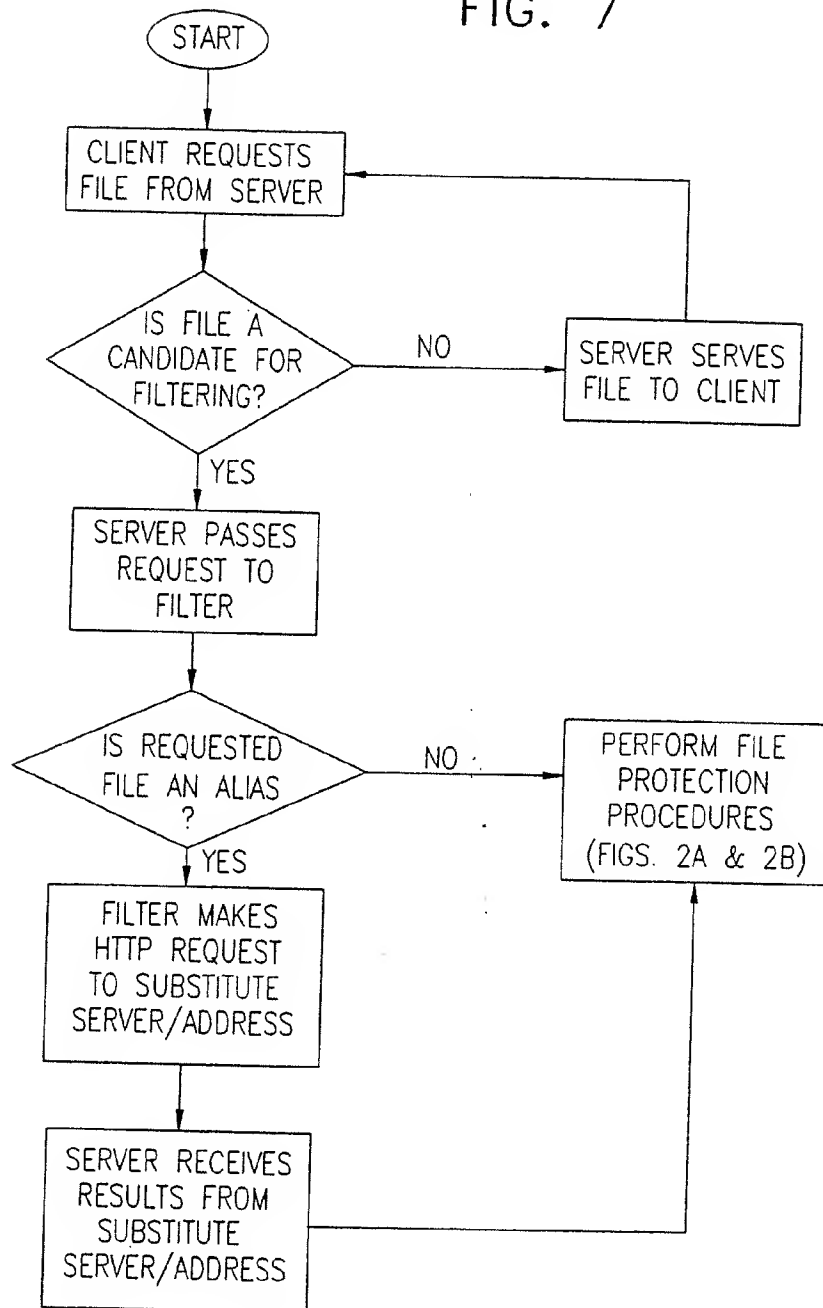 FIG. 7
START
CLIENT REQUESTS
FILE FROM SERVER
IS FILE A
CANDIDATE FOR
FILTERING?
NO
SERVER SERVES
FILE TO CLIENT
YES
SERVER PASSES
REQUEST TO
FILTER
IS REQUESTED
FILE AN ALIAS
?
NO
PERFORM FILE
PROTECTION
PROCEDURES
(FIGS. 2A & 2B)
YES
FILTER MAKES
HTTP REQUEST
TO SUBSTITUTE
SERVER/ADDRESS
SERVER RECEIVES
RESULTS FROM
SUBSTITUTE
SERVER/ADDRESS